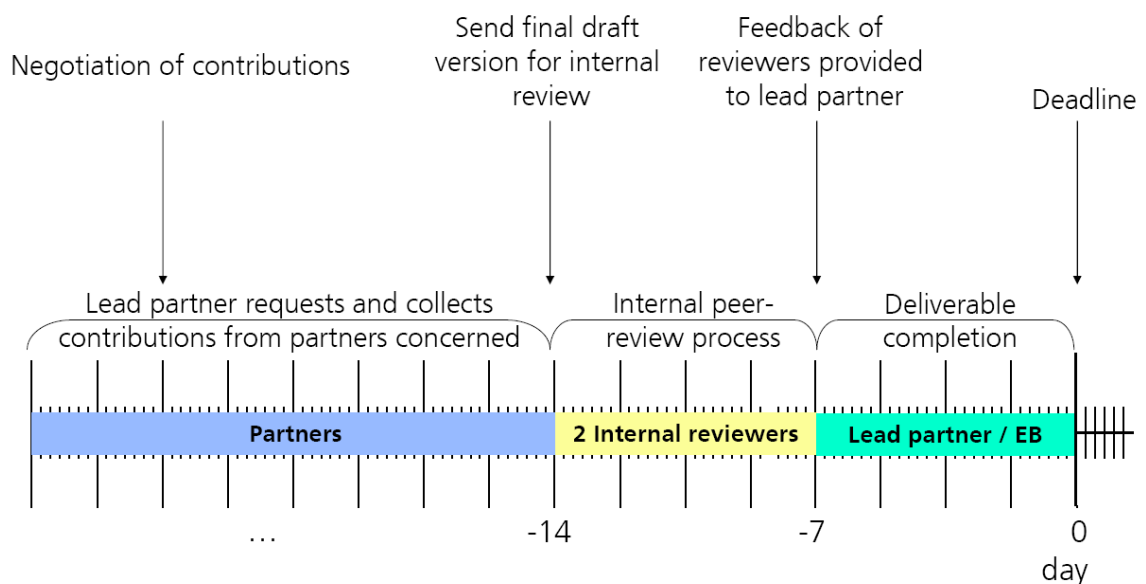 Negotiation of contributions
Send final draft
version for internal
review
Feedback of
reviewers provided
to lead partner
Deadline
Lead partner requests and collects
contributions from partners concerned
Internal peer-
review process
Deliverable
completion
Partners
2 Internal reviewers
Lead partner / EB
...
-14
-7
0
day